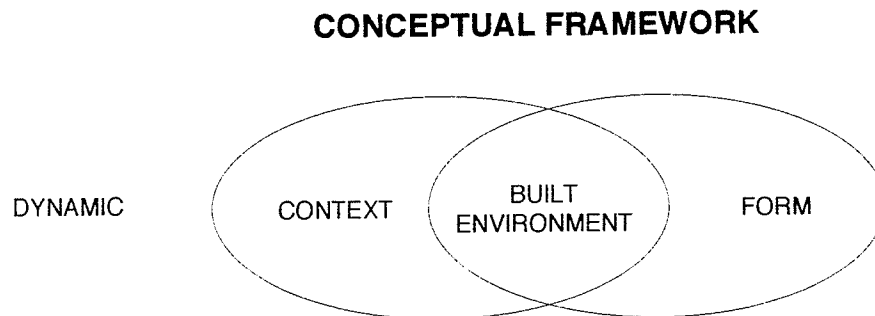 CONCEPTUAL FRAMEWORK
DYNAMIC
CONTEXT
BUILT
ENVIRONMENT
FORM